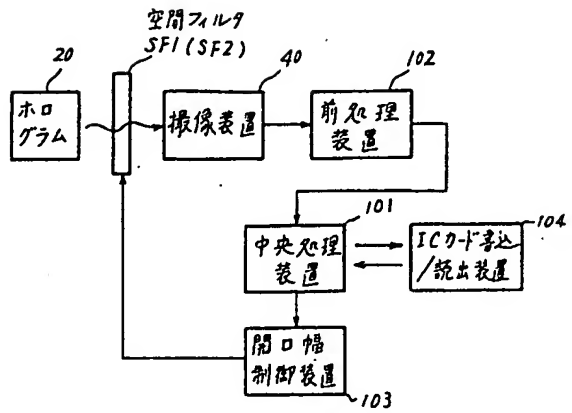 空間フィルタ
SF1(SF2)
20
40
102
ホロ
グラム
撮像装置
前処理
装置
101
104
中央処理
装置
ICカード書込
/読出装置
開口幅
制御装置
103